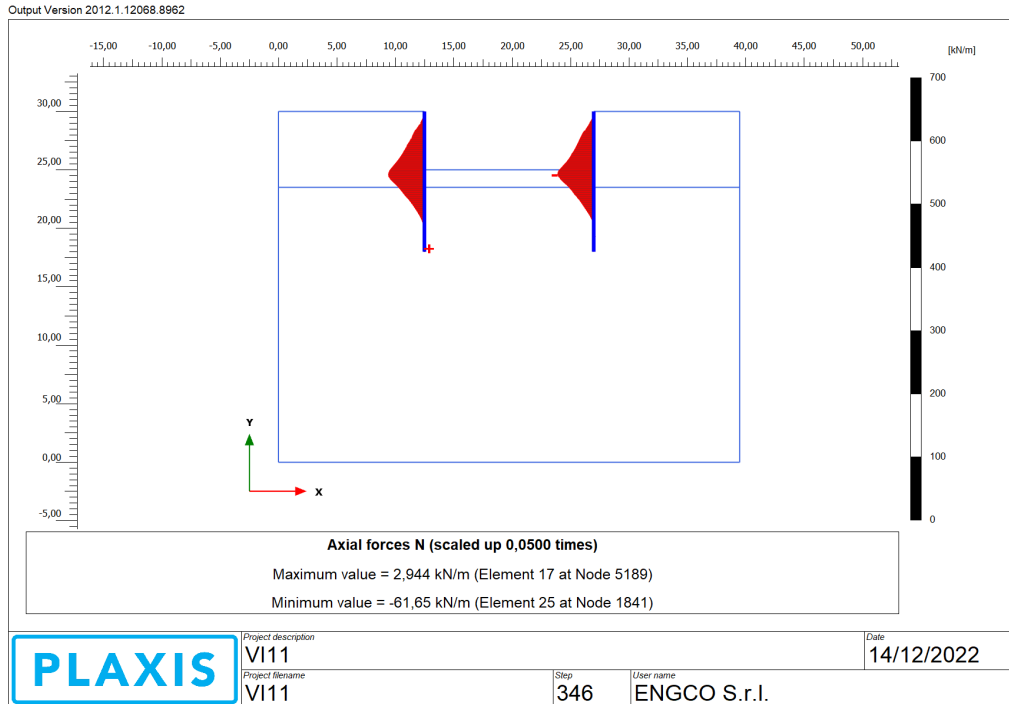 Output Version 2012.1.12068.8962
-15,00 -10,00 -5,00 0,00 5,00 10,00 15,00 20,00 25,00 30,00 35,00 40,00 45,00 50,00
[kN/m]
700
600
500
400
300
200
100
0
30,00
25,00
20,00
15,00
10,00
5,00
0,00
-5,00
Y
X
Axial forces N (scaled up 0,0500 times)
Maximum value = 2,944 kN/m (Element 17 at Node 5189)
Minimum value = -61,65 kN/m (Element 25 at Node 1841)
PLAXIS
Project description
VI11
Date
14/12/2022
Project filename
VI11
Step
346
User name
ENGCO S.r.l.